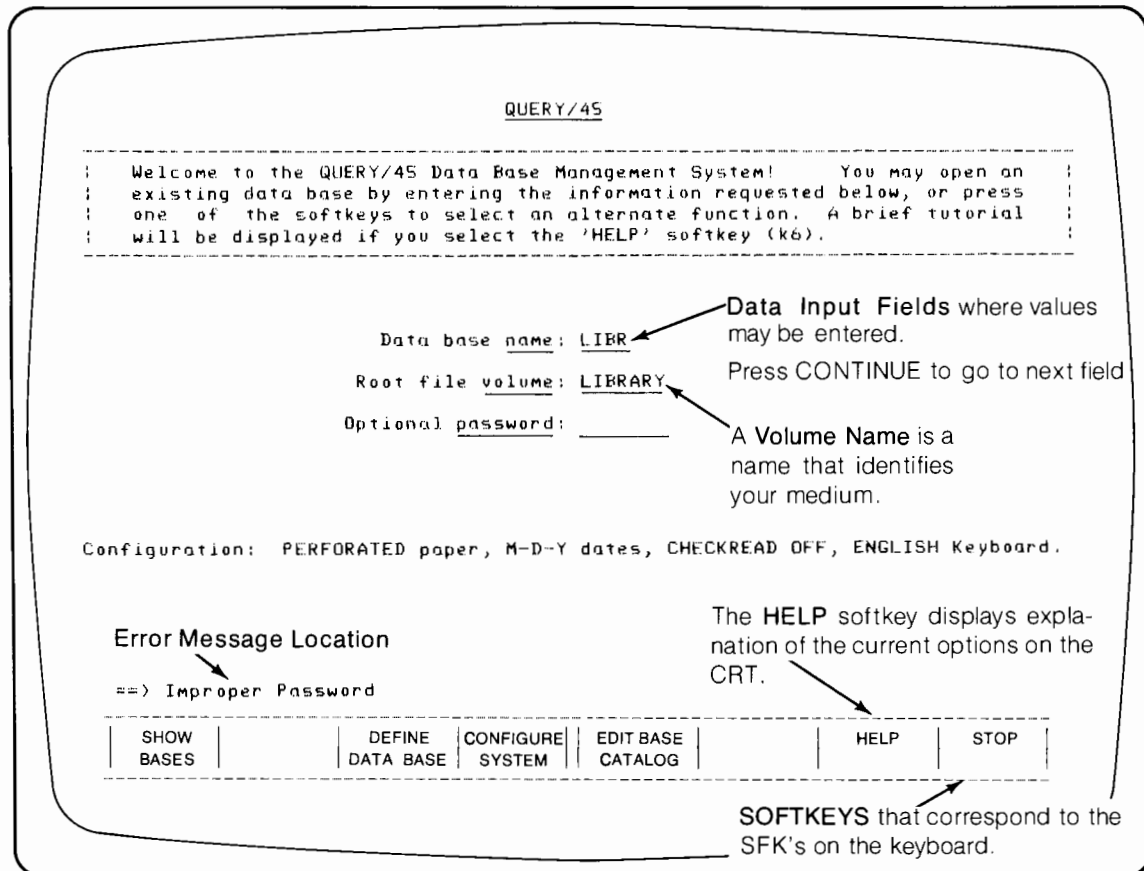 QUERY/45
Welcome to the QUERY/45 Data Base Management System! You may open an
existing data base by entering the information requested below, or press
one of the softkeys to select an alternate function. A brief tutorial
will be displayed if you select the 'HELP' softkey (k6).
Data base name: LIBR
Root file volume: LIBRARY
Optional password:
Data Input Fields where values
may be entered.
Press CONTINUE to go to next field
A Volume Name is a
name that identifies
your medium.
Configuration: PERFORATED paper, M-D-Y dates, CHECKREAD OFF, ENGLISH Keyboard.
Error Message Location
==> Improper Password
The HELP softkey displays expla-
nation of the current options on the
CRT.
SHOW
BASES
DEFINE
DATA BASE
CONFIGURE
SYSTEM
EDIT BASE
CATALOG
HELP
STOP
SOFTKEYS that correspond to the
SFK's on the keyboard.